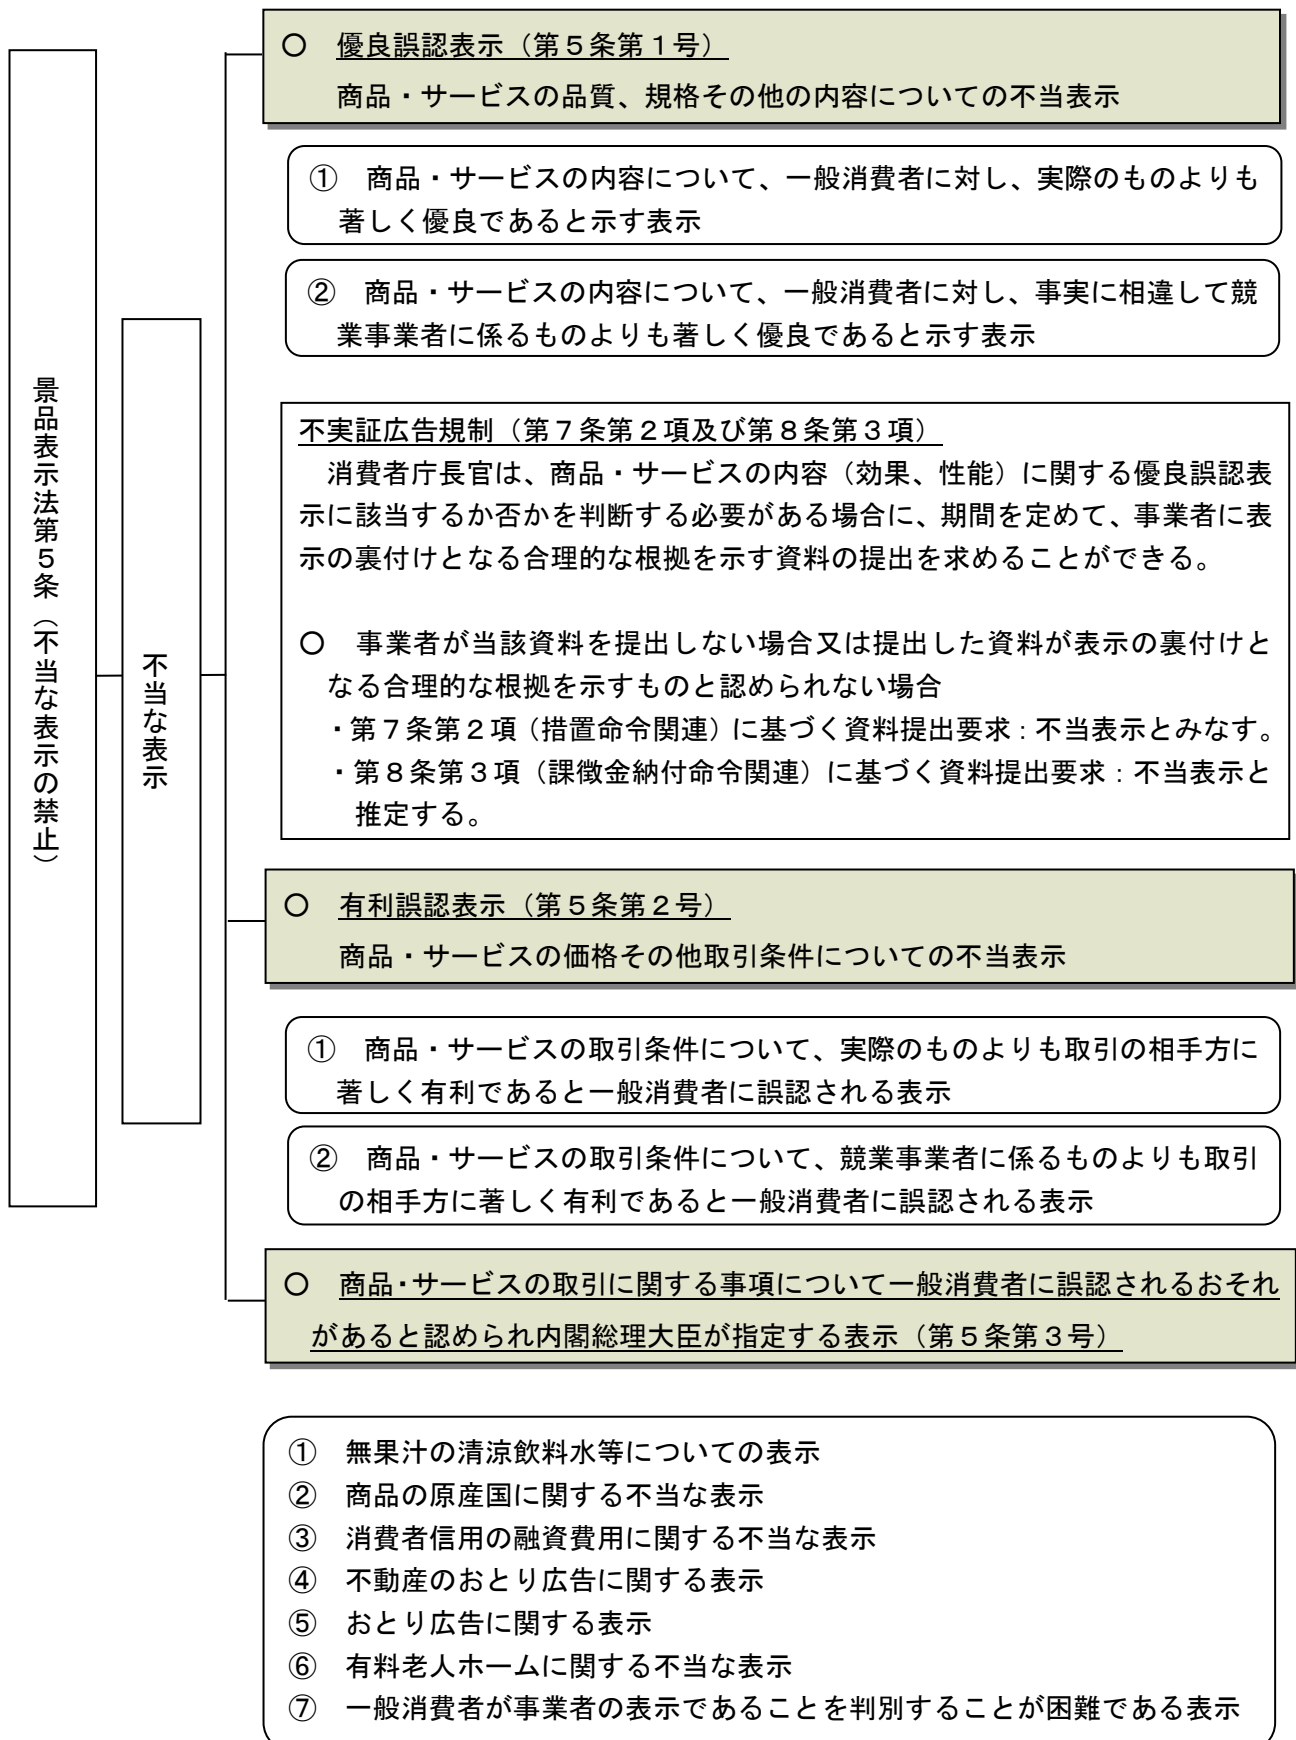 景品表示法第５条（不当な表示の禁止）
不当な表示
○　優良誤認表示（第５条第１号）
商品・サービスの品質、規格その他の内容についての不当表示
①　商品・サービスの内容について、一般消費者に対し、実際のものよりも
著しく優良であると示す表示
②　商品・サービスの内容について、一般消費者に対し、事実に相違して競
業事業者に係るものよりも著しく優良であると示す表示
不実証広告規制（第７条第２項及び第８条第３項）
消費者庁長官は、商品・サービスの内容（効果、性能）に関する優良誤認表
示に該当するか否かを判断する必要がある場合に、期間を定めて、事業者に表
示の裏付けとなる合理的な根拠を示す資料の提出を求めることができる。
○　事業者が当該資料を提出しない場合又は提出した資料が表示の裏付けと
なる合理的な根拠を示すものと認められない場合
・第７条第２項（措置命令関連）に基づく資料提出要求：不当表示とみなす。
・第８条第３項（課徴金納付命令関連）に基づく資料提出要求：不当表示と
推定する。
○　有利誤認表示（第５条第２号）
商品・サービスの価格その他取引条件についての不当表示
①　商品・サービスの取引条件について、実際のものよりも取引の相手方に
著しく有利であると一般消費者に誤認される表示
②　商品・サービスの取引条件について、競業事業者に係るものよりも取引
の相手方に著しく有利であると一般消費者に誤認される表示
○　商品・サービスの取引に関する事項について一般消費者に誤認されるおそれ
があると認められ内閣総理大臣が指定する表示（第５条第３号）
①　無果汁の清涼飲料水等についての表示
②　商品の原産国に関する不当な表示
③　消費者信用の融資費用に関する不当な表示
④　不動産のおとり広告に関する表示
⑤　おとり広告に関する表示
⑥　有料老人ホームに関する不当な表示
⑦　一般消費者が事業者の表示であることを判別することが困難である表示